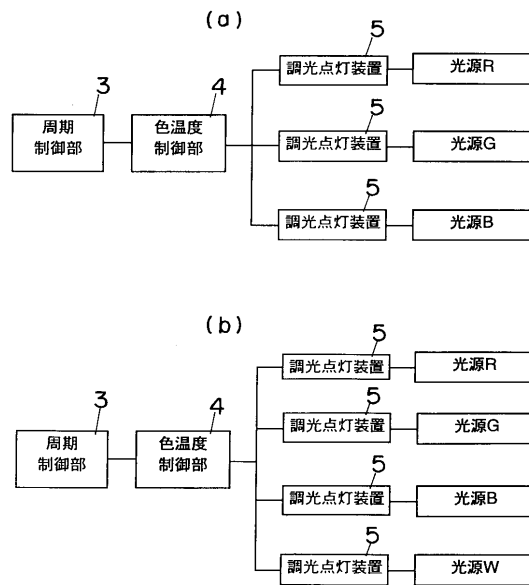 (a)
3
周期
制御部
4
色温度
制御部
5
調光点灯装置
光源R
5
調光点灯装置
光源G
5
調光点灯装置
光源B
(b)
3
周期
制御部
4
色温度
制御部
5
調光点灯装置
光源R
5
調光点灯装置
光源G
5
調光点灯装置
光源B
5
調光点灯装置
光源W